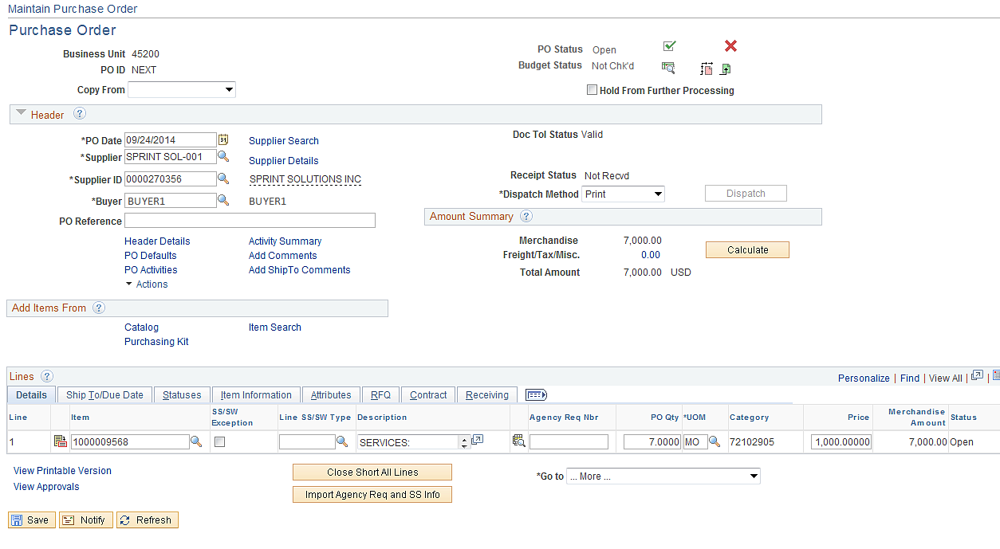 Maintain Purchase Order
Purchase Order
Business Unit 45200
PO ID NEXT
Copy From
PO Status Open
Budget Status Not Chk'd
Hold From Further Processing
Header ?
*PO Date 09/24/2014 31 Supplier Search
*Supplier SPRINT SOL-001 Supplier Details
*Supplier ID 0000270356 SPRINT SOLUTIONS INC
*Buyer BUYER1 BUYER1
PO Reference
Header Details Activity Summary
PO Defaults Add Comments
PO Activities Add ShipTo Comments
Actions
Doc Tol Status Valid
Receipt Status Not Recvd
*Dispatch Method Print Dispatch
Amount Summary ?
Merchandise 7,000.00
Freight/Tax/Misc. 0.00 Calculate
Total Amount 7,000.00 USD
Add Items From ?
Catalog Item Search
Purchasing Kit
Lines ? Personalize | Find | View All | |
Details Ship To/Due Date Statuses Item Information Attributes RFQ Contract Receiving
Line Item SS/SW Exception Line SS/SW Type Description Agency Req Nbr PO Qty *UOM Category Price Merchandise Amount Status
1 1000009568 SERVICES: 7.0000 MO 72102905 1,000.00000 7,000.00 Open
View Printable Version Close Short All Lines *Go to ... More ...
View Approvals Import Agency Req and SS Info
Save Notify Refresh